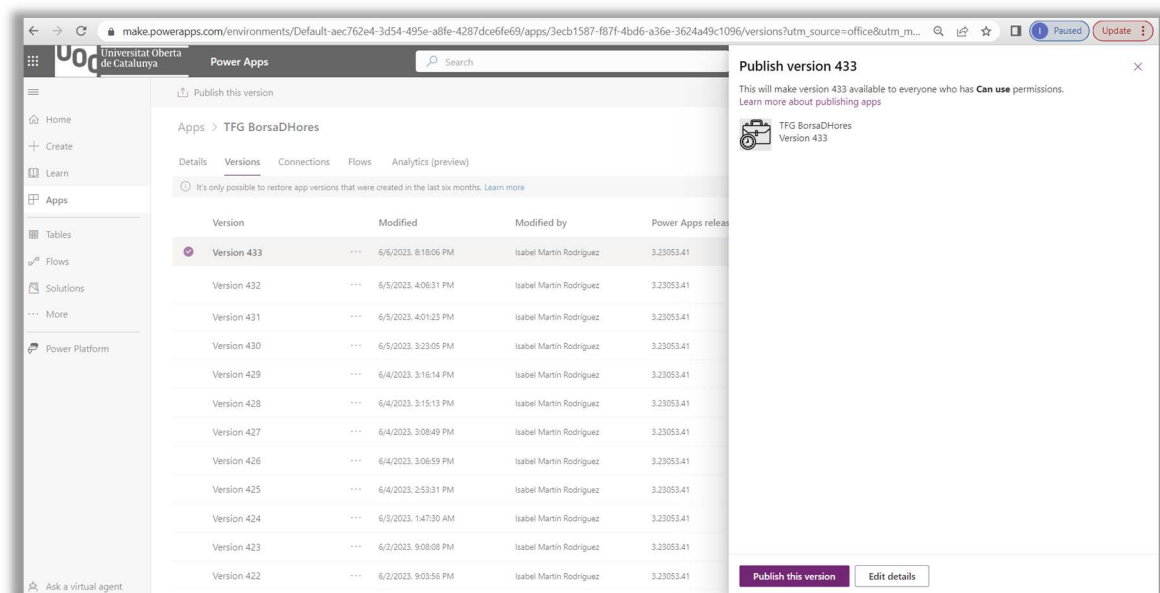 make.powerapps.com/environments/Default-aec762e4-3d54-495e-a8fe-4287dce6fe69/apps/3ecb1587-f87f-4bd6-a36e-3624a49c1096/versions?utm_source=office&utm_m...
I Paused
Update
UOC Universitat Oberta
de Catalunya
Power Apps
Search
Home
Create
Learn
Apps
Tables
Flows
Solutions
More
Power Platform
Ask a virtual agent
Publish this version
Apps > TFG BorsaDHores
Details Versions Connections Flows Analytics (preview)
It's only possible to restore app versions that were created in the last six months. Learn more
Version Modified Modified by Power Apps releas
Version 433 ... 6/6/2023, 8:18:06 PM Isabel Martín Rodríguez 3.23053.41
Version 432 ... 6/5/2023, 4:06:31 PM Isabel Martín Rodríguez 3.23053.41
Version 431 ... 6/5/2023, 4:01:23 PM Isabel Martín Rodríguez 3.23053.41
Version 430 ... 6/5/2023, 3:23:05 PM Isabel Martín Rodríguez 3.23053.41
Version 429 ... 6/4/2023, 3:16:14 PM Isabel Martín Rodríguez 3.23053.41
Version 428 ... 6/4/2023, 3:15:13 PM Isabel Martín Rodríguez 3.23053.41
Version 427 ... 6/4/2023, 3:08:49 PM Isabel Martín Rodríguez 3.23053.41
Version 426 ... 6/4/2023, 3:06:59 PM Isabel Martín Rodríguez 3.23053.41
Version 425 ... 6/4/2023, 2:53:31 PM Isabel Martín Rodríguez 3.23053.41
Version 424 ... 6/3/2023, 1:47:30 AM Isabel Martín Rodríguez 3.23053.41
Version 423 ... 6/2/2023, 9:08:08 PM Isabel Martín Rodríguez 3.23053.41
Version 422 ... 6/2/2023, 9:03:56 PM Isabel Martín Rodríguez 3.23053.41
Publish version 433
This will make version 433 available to everyone who has Can use permissions.
Learn more about publishing apps
TFG BorsaDHores
Version 433
Publish this version Edit details